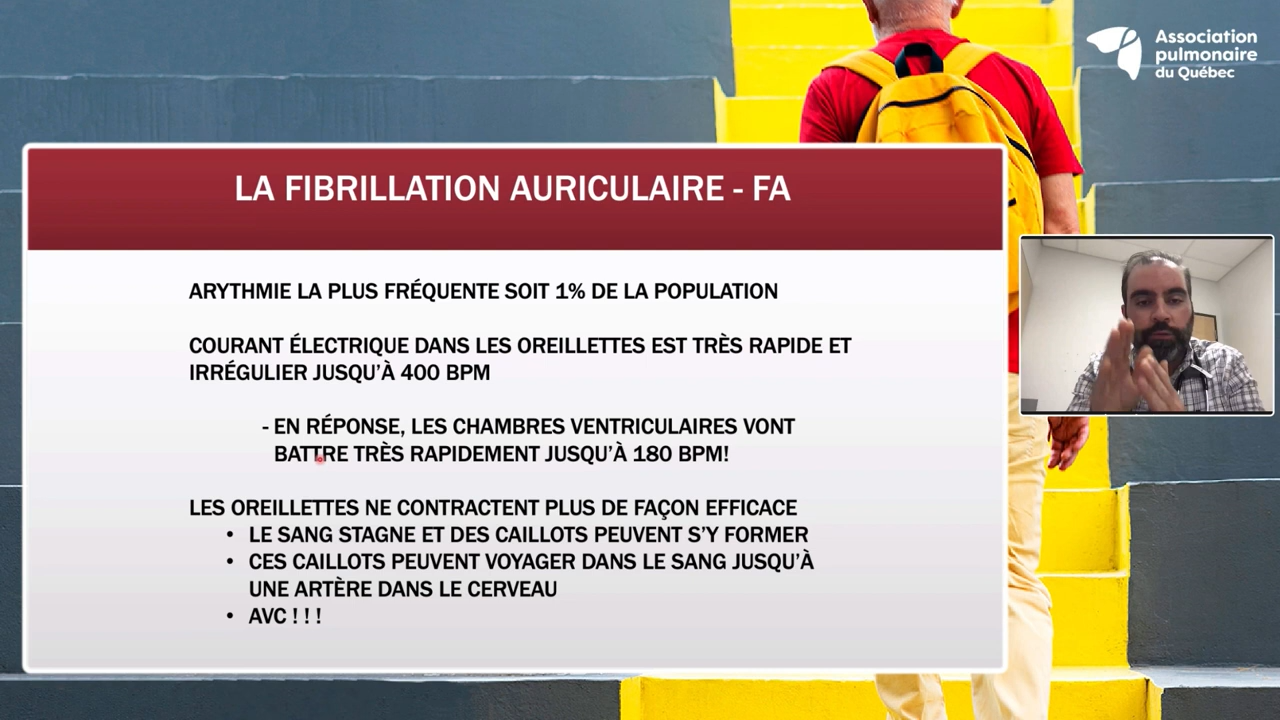 Association
pulmonaire
du Québec
LA FIBRILLATION AURICULAIRE - FA
ARYTHMIE LA PLUS FRÉQUENTE SOIT 1% DE LA POPULATION
COURANT ÉLECTRIQUE DANS LES OREILLETTES EST TRÈS RAPIDE ET
IRRÉGULIER JUSQU'À 400 BPM
- EN RÉPONSE, LES CHAMBRES VENTRICULAIRES VONT
BATTRE TRÈS RAPIDEMENT JUSQU'À 180 BPM!
LES OREILLETTES NE CONTRACTENT PLUS DE FAÇON EFFICACE
• LE SANG STAGNE ET DES CAILLOTS PEUVENT S'Y FORMER
• CES CAILLOTS PEUVENT VOYAGER DANS LE SANG JUSQU'À
UNE ARTÈRE DANS LE CERVEAU
• AVC ! ! !